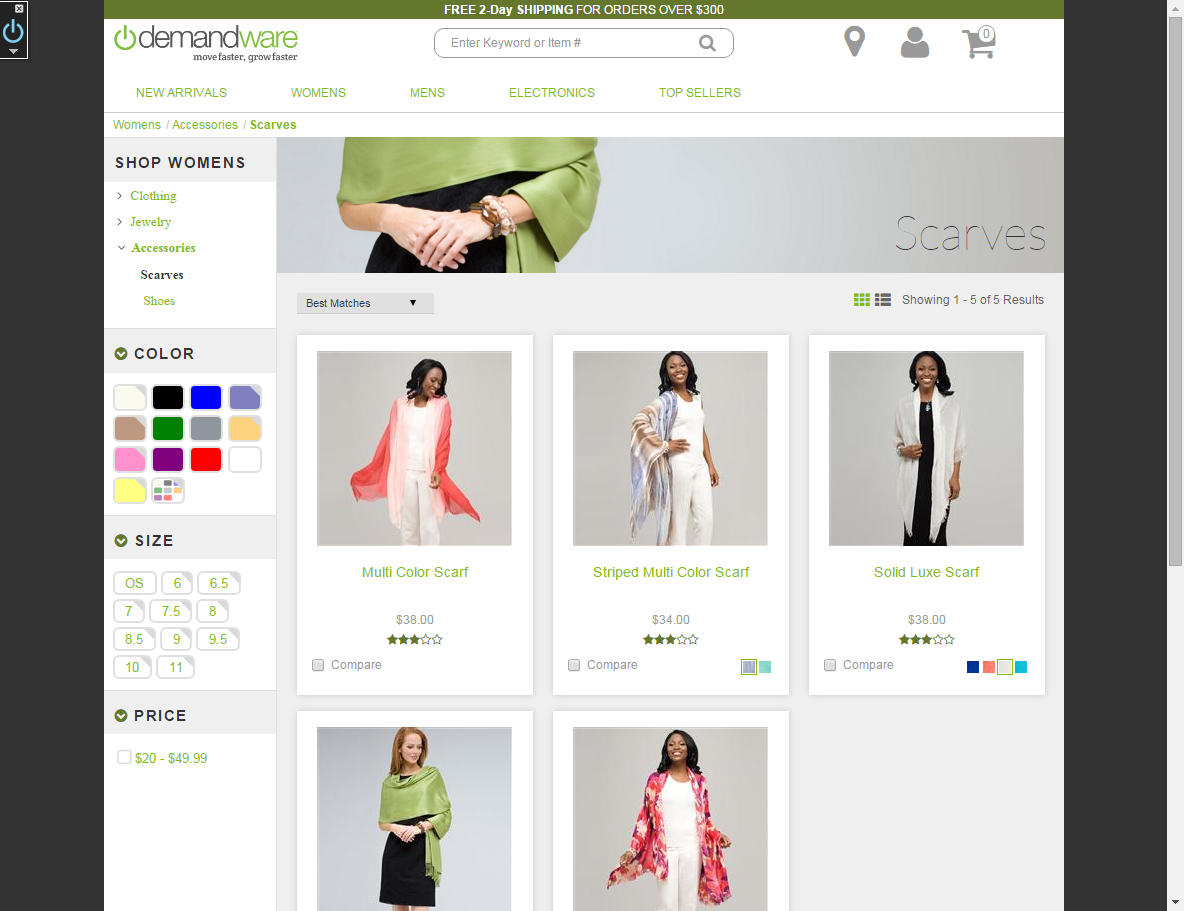 FREE 2-Day SHIPPING FOR ORDERS OVER $300
demandware
move faster, grow faster
Enter Keyword or Item #
0
NEW ARRIVALS WOMENS MENS ELECTRONICS TOP SELLERS
Womens / Accessories / Scarves
SHOP WOMENS
Clothing
Jewelry
Accessories
Scarves
Shoes
COLOR
SIZE
OS 6 6.5
7 7.5 8
8.5 9 9.5
10 11
PRICE
$20 - $49.99
Scarves
Best Matches
Showing 1 - 5 of 5 Results
Multi Color Scarf
$38.00
Compare
Striped Multi Color Scarf
$34.00
Compare
Solid Luxe Scarf
$38.00
Compare